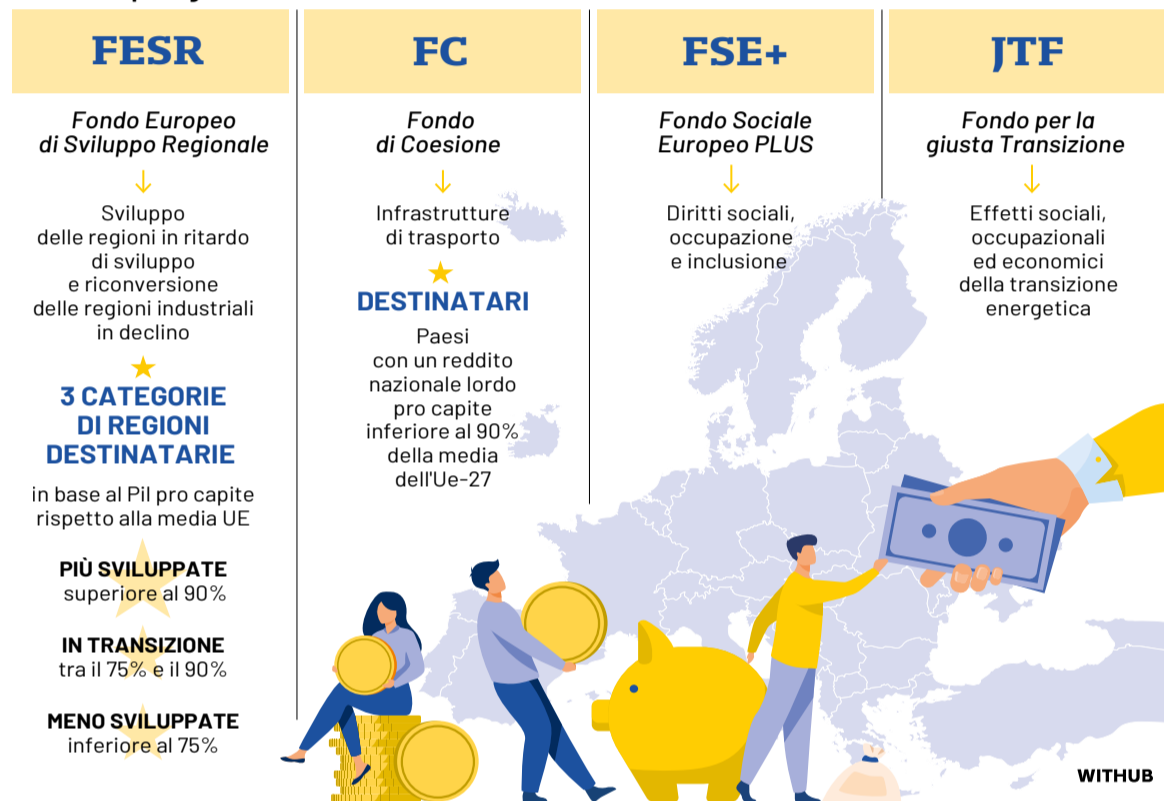 FESR
Fondo Europeo
di Sviluppo Regionale
Sviluppo
delle regioni in ritardo
di sviluppo
e riconversione
delle regioni industriali
in declino
3 CATEGORIE
DI REGIONI
DESTINATARIE
in base al Pil pro capite
rispetto alla media UE
PIÙ SVILUPPATE
superiore al 90%
IN TRANSIZIONE
tra il 75% e il 90%
MENO SVILUPPATE
inferiore al 75%
FC
Fondo
di Coesione
Infrastrutture
di trasporto
DESTINATARI
Paesi
con un reddito
nazionale lordo
pro capite
inferiore al 90%
della media
dell'Ue-27
FSE+
Fondo Sociale
Europeo PLUS
Diritti sociali,
occupazione
e inclusione
JTF
Fondo per la
giusta Transizione
Effetti sociali,
occupazionali
ed economici
della transizione
energetica
WITHUB